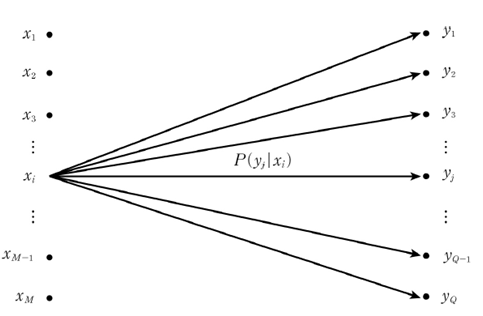 x₁ y₁
x₂ y₂
x₃ y₃
⋮ ⋮
P(yⱼ|xᵢ)
xᵢ yⱼ
⋮ ⋮
x_{M−1} y_{Q−1}
x_M y_Q